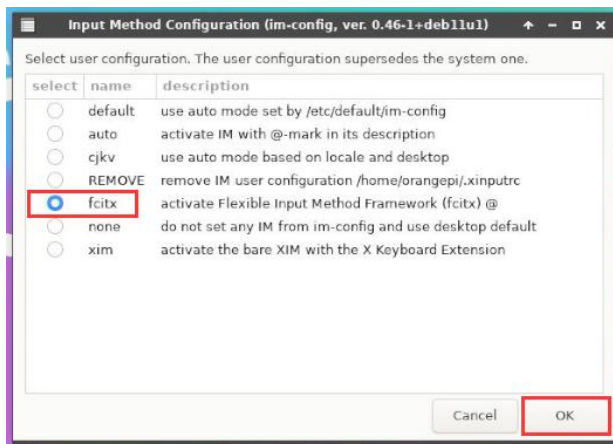 Input Method Configuration (im-config, ver. 0.46-1+deb11u1)
Select user configuration. The user configuration supersedes the system one.
select name description
default use auto mode set by /etc/default/im-config
auto activate IM with @-mark in its description
cjkv use auto mode based on locale and desktop
REMOVE remove IM user configuration /home/orangepi/.xinputrc
fcitx activate Flexible Input Method Framework (fcitx) @
none do not set any IM from im-config and use desktop default
xim activate the bare XIM with the X Keyboard Extension
Cancel OK